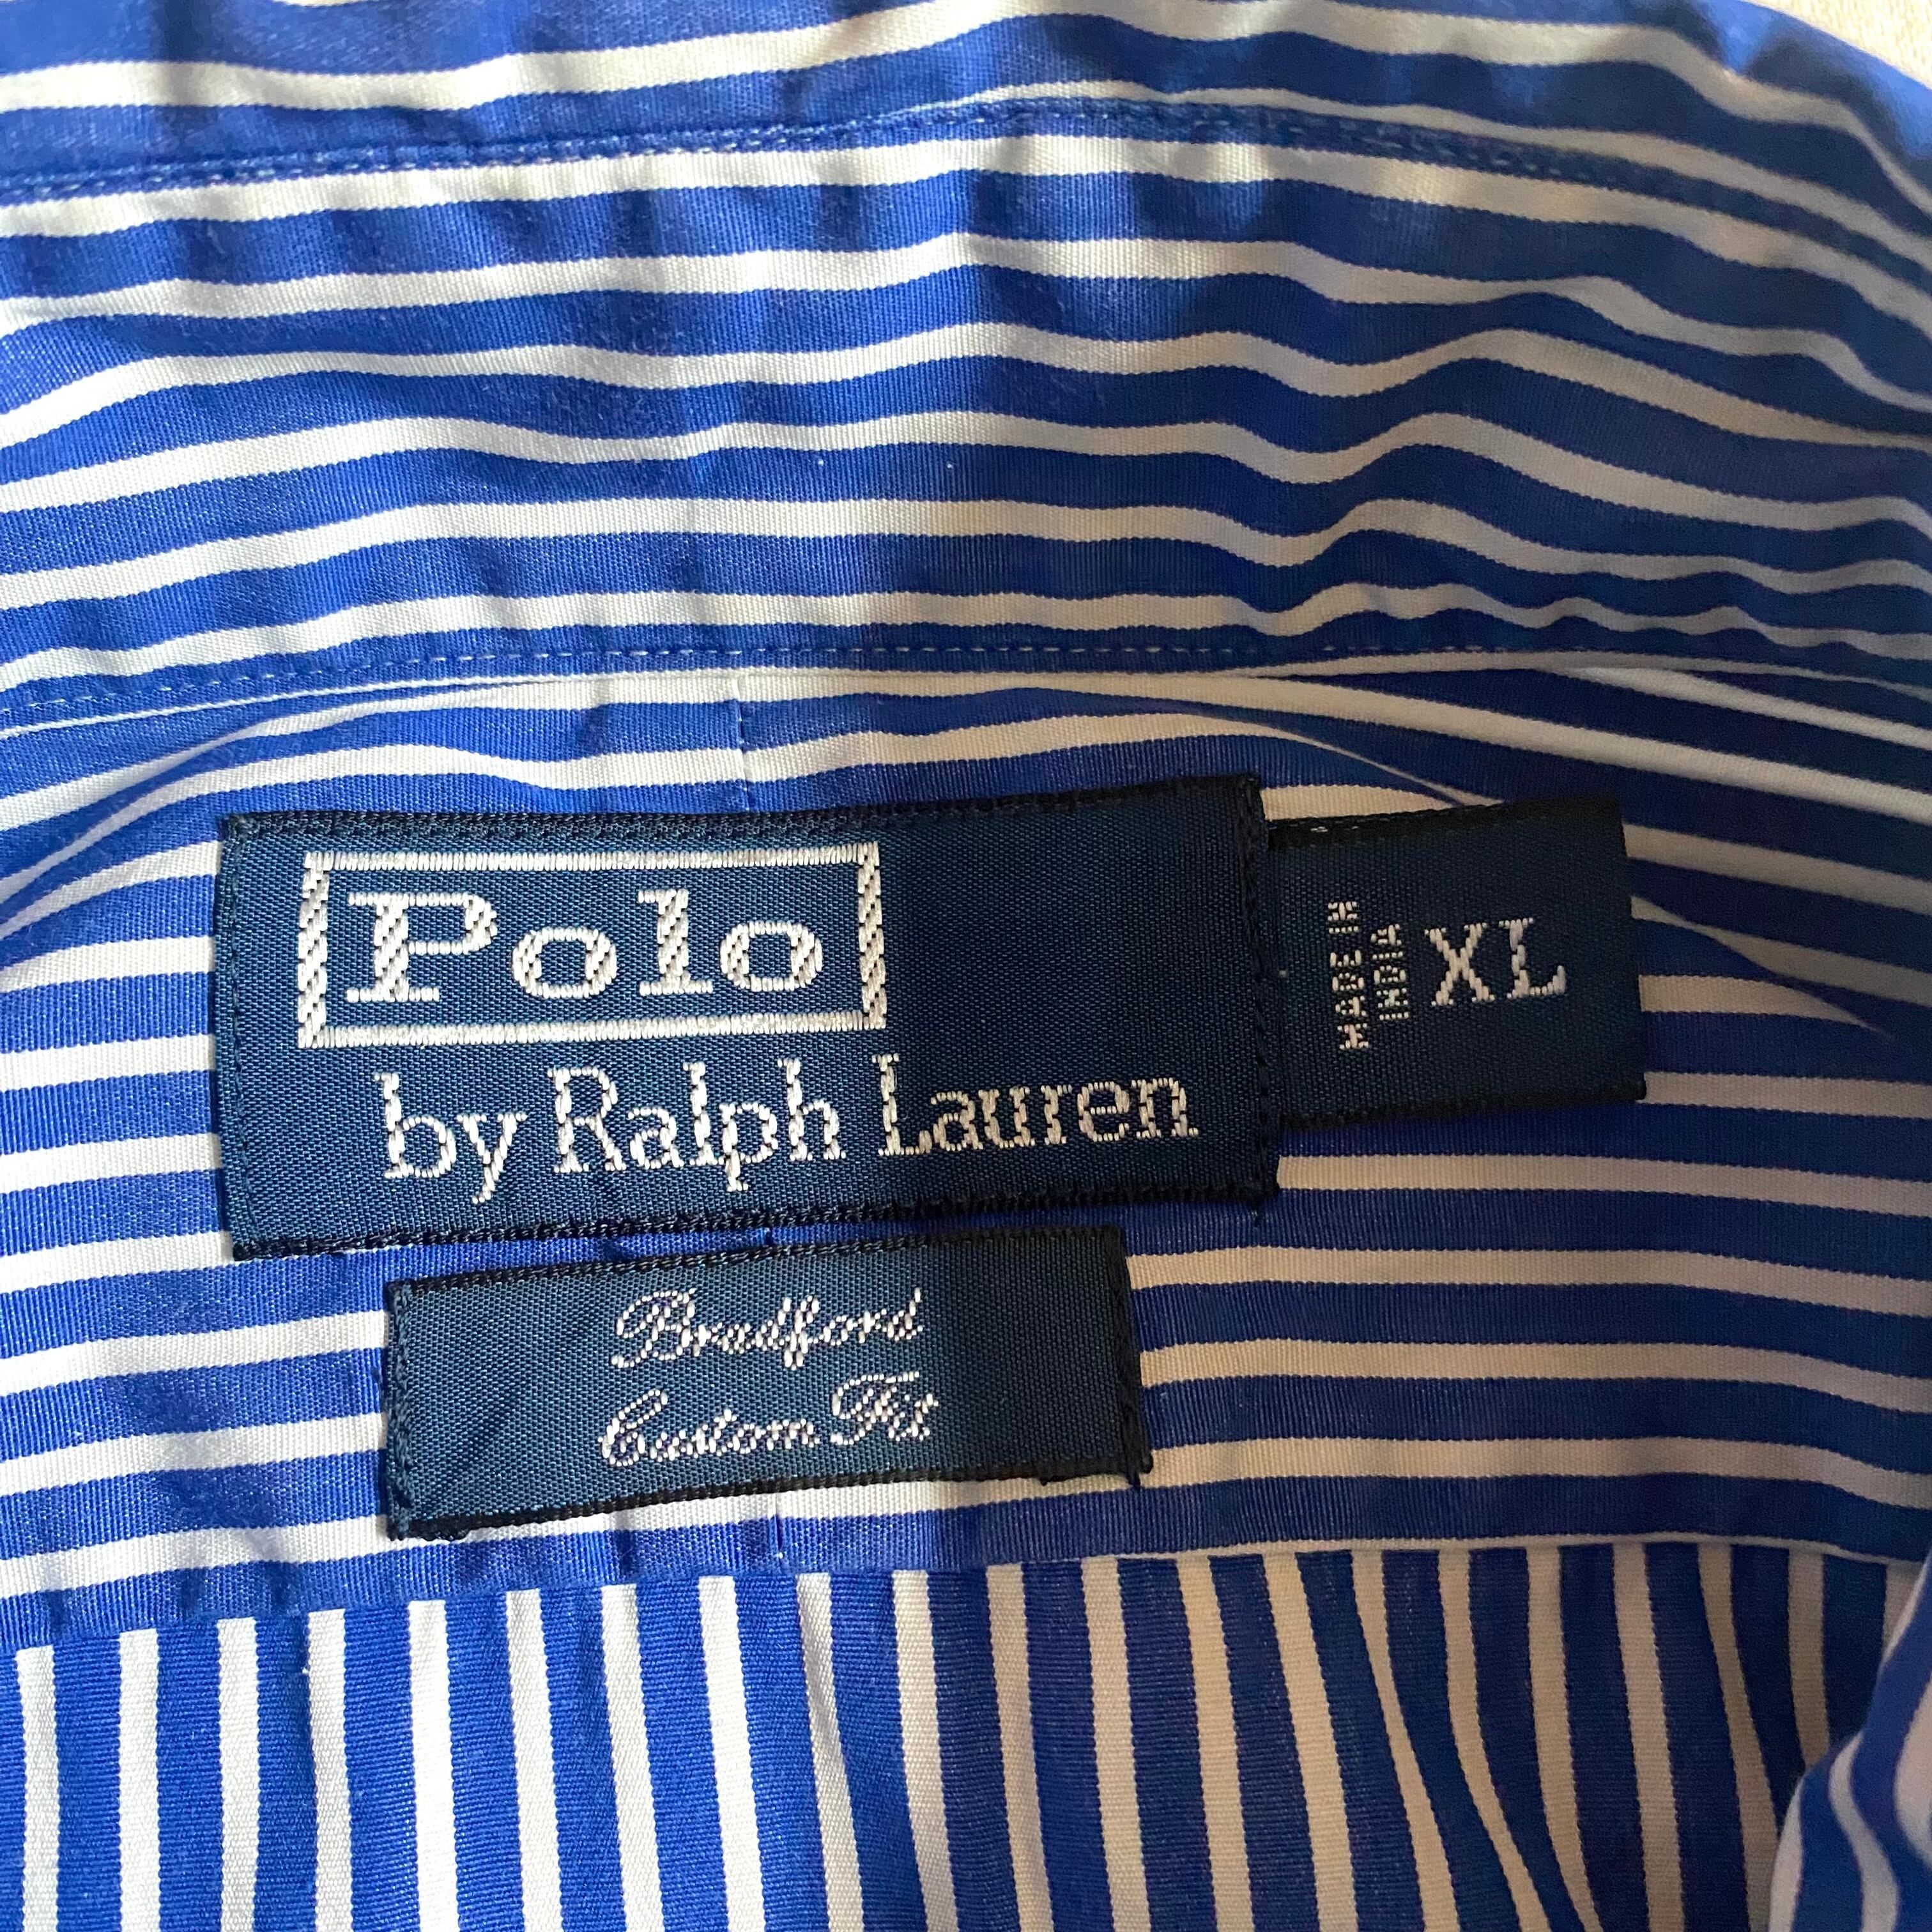 Polo
by Ralph Lauren
MADE IN
INDIA
XL
Bradford
Custom Fit